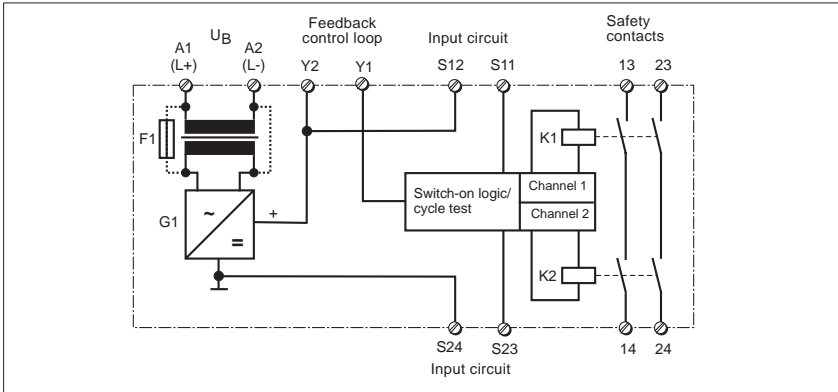 Feedback
control loop
Input circuit
Safety
contacts
A1
(L+)
UB
A2
(L-)
Y2
Y1
S12
S11
13
23
F1
K1
Switch-on logic/
cycle test
Channel 1
Channel 2
G1
~
=
+
K2
S24
S23
14
24
Input circuit